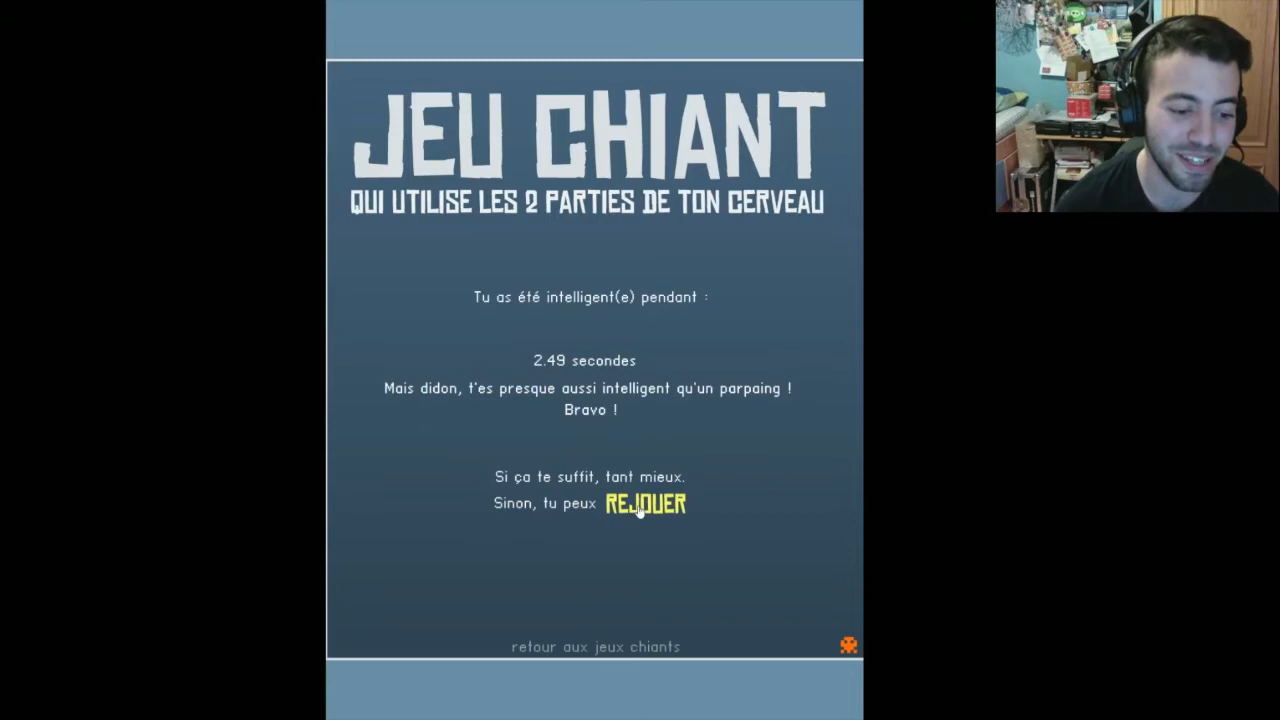 JEU CHIANT
QUI UTILISE LES 2 PARTIES DE TON CERVEAU
Tu as été intelligent(e) pendant :
2.49 secondes
Mais didon, t'es presque aussi intelligent qu'un parpaing !
Bravo !
Si ça te suffit, tant mieux.
Sinon, tu peux REJOUER
retour aux jeux chiants